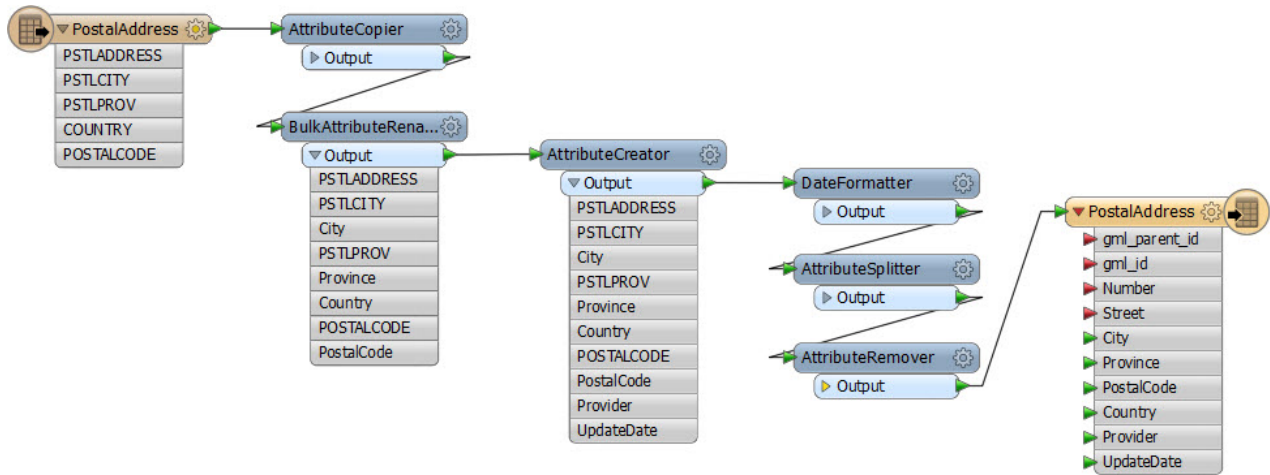 PostalAddress
PSTLADDRESS
PSTLCITY
PSTLPROV
COUNTRY
POSTALCODE
AttributeCopier
Output
BulkAttributeRena...
Output
PSTLADDRESS
PSTLCITY
City
PSTLPROV
Province
Country
POSTALCODE
PostalCode
AttributeCreator
Output
PSTLADDRESS
PSTLCITY
City
PSTLPROV
Province
Country
POSTALCODE
PostalCode
Provider
UpdateDate
DateFormatter
Output
AttributeSplitter
Output
AttributeRemover
Output
PostalAddress
gml_parent_id
gml_id
Number
Street
City
Province
PostalCode
Country
Provider
UpdateDate